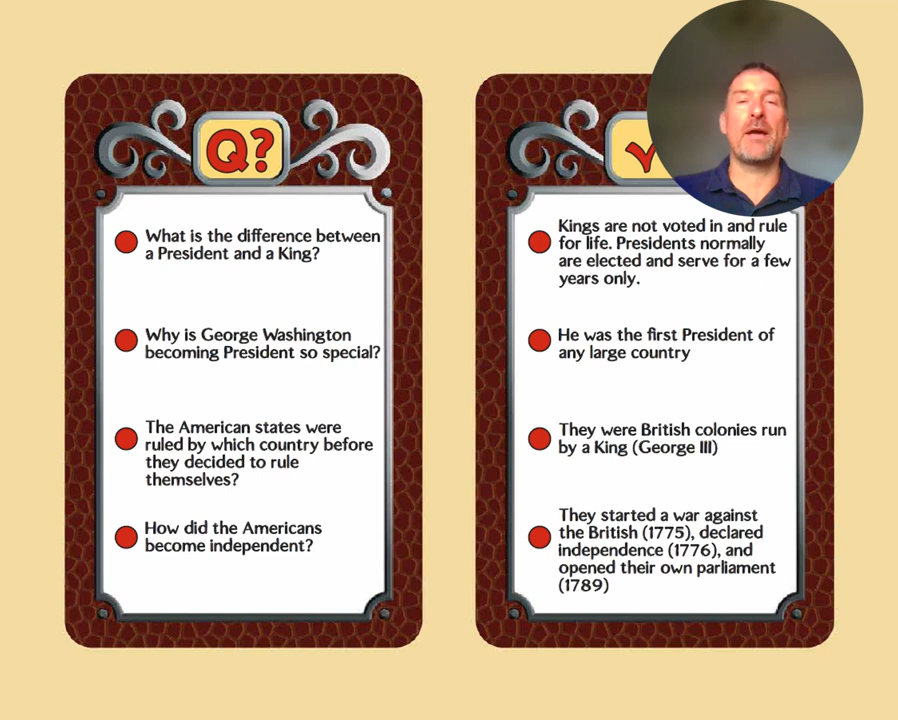 Q?
What is the difference between
a President and a King?
Why is George Washington
becoming President so special?
The American states were
ruled by which country before
they decided to rule
themselves?
How did the Americans
become independent?
Kings are not voted in and rule
for life. Presidents normally
are elected and serve for a few
years only.
He was the first President of
any large country
They were British colonies run
by a King (George III)
They started a war against
the British (1775), declared
independence (1776), and
opened their own parliament
(1789)